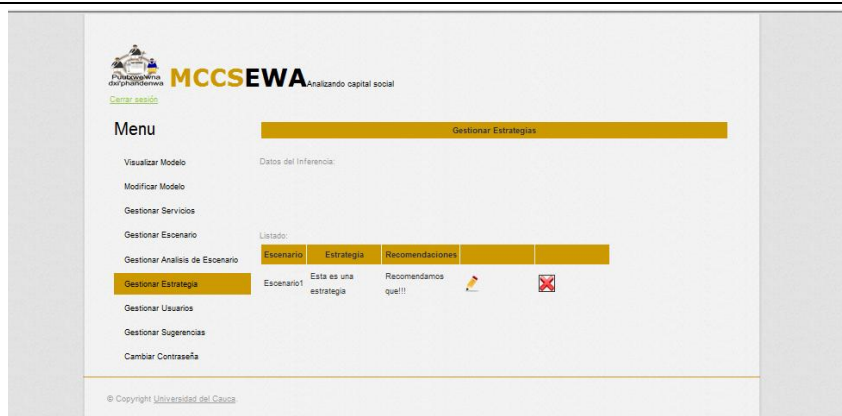 MCCSEWA Analizando capital social
Cerrar sesión
Menu
Visualizar Modelo
Modificar Modelo
Gestionar Servicios
Gestionar Escenario
Gestionar Analisis de Escenario
Gestionar Estrategia
Gestionar Usuarios
Gestionar Sugerencias
Cambiar Contraseña
Gestionar Estrategias
Datos del Inferencia:
Listado:
Escenario Estrategia Recomendaciones
Escenario1 Esta es una estrategia Recomendamos que!!!
© Copyright Universidad del Cauca.